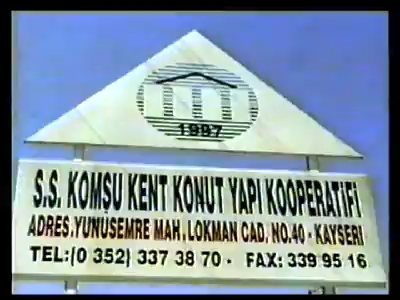 1997
S.S. KOMŞU KENT KONUT YAPI KOOPERATİFİ
ADRES.YUNUSEMRE MAH. LOKMAN CAD. NO.40 - KAYSERİ
TEL:(0 352) 337 38 70 - FAX: 339 95 16